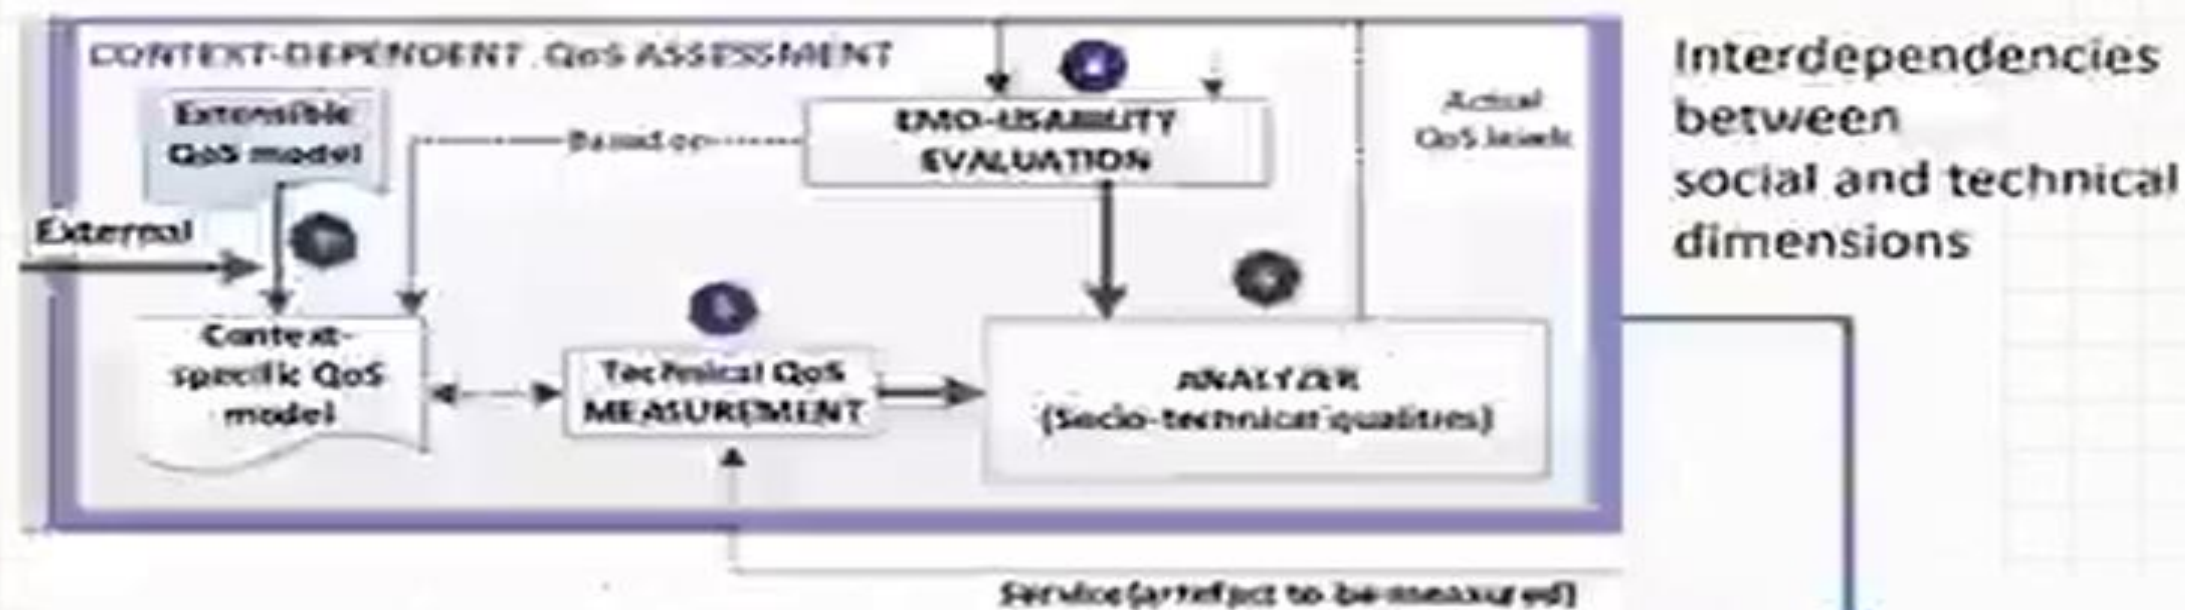 CONTEXT-DEPENDENT QoS ASSESSMENT
Extensible
QoS model
External
Based on
EMO-USABILITY
EVALUATION
Actual
QoS levels
Context-
specific QoS
model
Technical QoS
MEASUREMENT
ANALYZER
(Socio-technical qualities)
Service (artefact to be measured)
Interdependencies
between
social and technical
dimensions